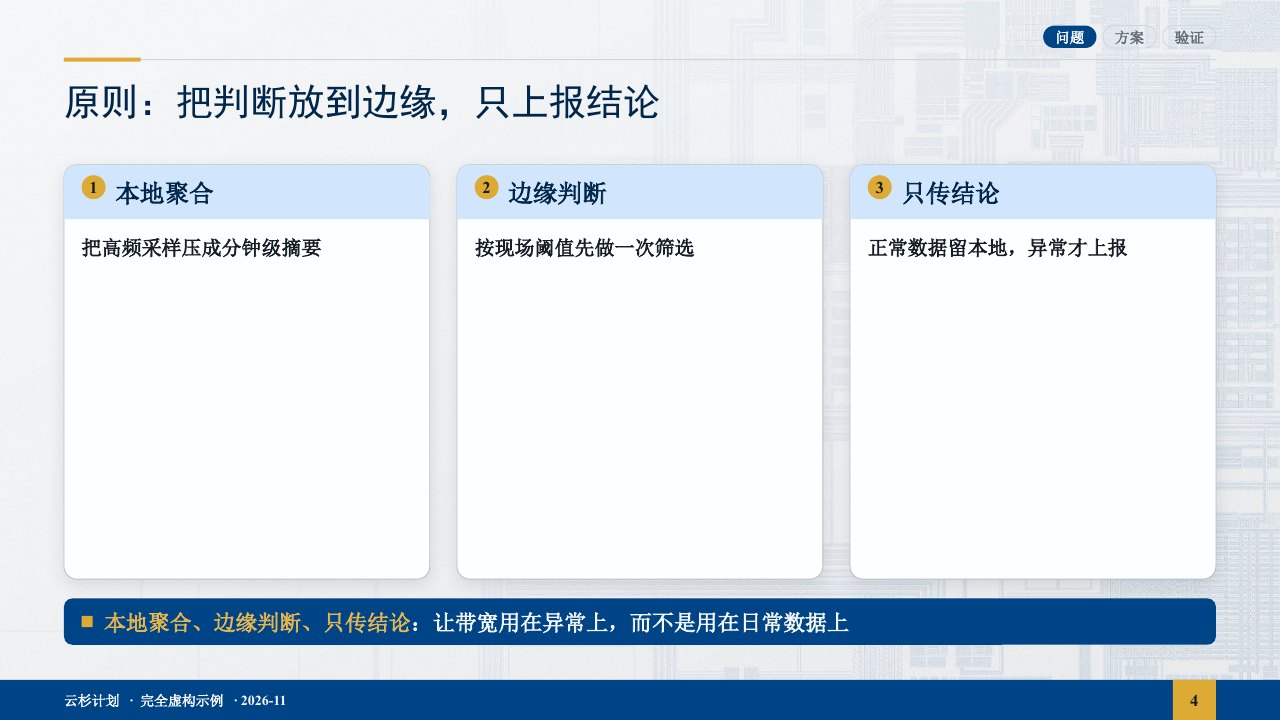 问题 方案 验证
原则：把判断放到边缘，只上报结论
1 本地聚合
把高频采样压成分钟级摘要
2 边缘判断
按现场阈值先做一次筛选
3 只传结论
正常数据留本地，异常才上报
本地聚合、边缘判断、只传结论：让带宽用于异常上，而不是用在日常数据上
云杉计划 · 完全虚构示例 · 2026-11
4